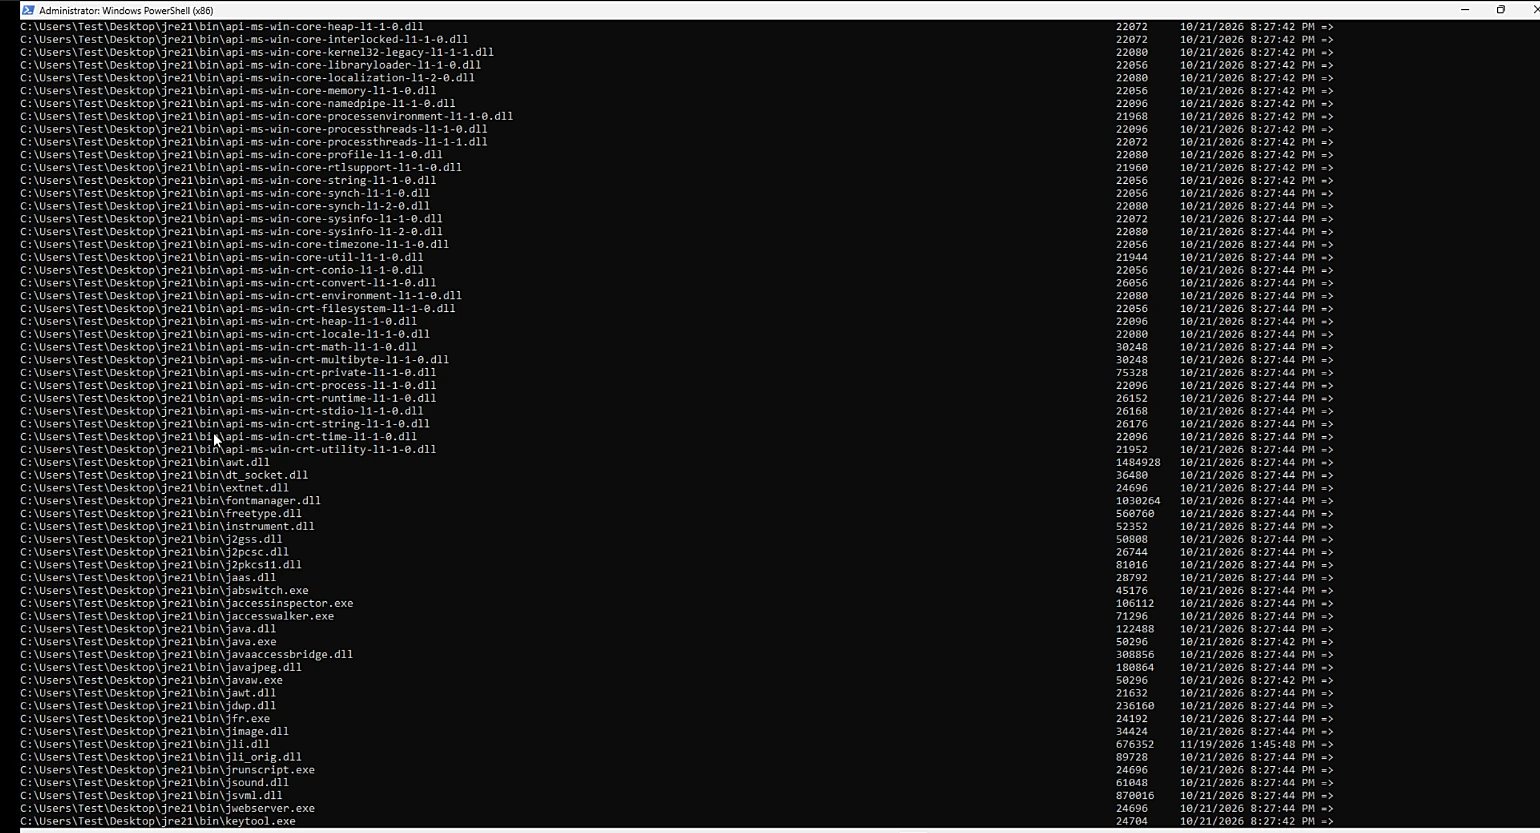 Administrator: Windows PowerShell (x86)
C:\Users\Test\Desktop\jre21\bin\api-ms-win-core-heap-l1-1-0.dll 22072 10/21/2026 8:27:42 PM =>
C:\Users\Test\Desktop\jre21\bin\api-ms-win-core-interlocked-l1-1-0.dll 22072 10/21/2026 8:27:42 PM =>
C:\Users\Test\Desktop\jre21\bin\api-ms-win-core-kernel32-legacy-l1-1-1.dll 22080 10/21/2026 8:27:42 PM =>
C:\Users\Test\Desktop\jre21\bin\api-ms-win-core-libraryloader-l1-1-0.dll 22056 10/21/2026 8:27:42 PM =>
C:\Users\Test\Desktop\jre21\bin\api-ms-win-core-localization-l1-2-0.dll 22080 10/21/2026 8:27:42 PM =>
C:\Users\Test\Desktop\jre21\bin\api-ms-win-core-memory-l1-1-0.dll 22056 10/21/2026 8:27:42 PM =>
C:\Users\Test\Desktop\jre21\bin\api-ms-win-core-namedpipe-l1-1-0.dll 22096 10/21/2026 8:27:42 PM =>
C:\Users\Test\Desktop\jre21\bin\api-ms-win-core-processenvironment-l1-1-0.dll 21968 10/21/2026 8:27:42 PM =>
C:\Users\Test\Desktop\jre21\bin\api-ms-win-core-processthreads-l1-1-0.dll 22096 10/21/2026 8:27:42 PM =>
C:\Users\Test\Desktop\jre21\bin\api-ms-win-core-processthreads-l1-1-1.dll 22072 10/21/2026 8:27:42 PM =>
C:\Users\Test\Desktop\jre21\bin\api-ms-win-core-profile-l1-1-0.dll 22080 10/21/2026 8:27:42 PM =>
C:\Users\Test\Desktop\jre21\bin\api-ms-win-core-rtlsupport-l1-1-0.dll 21960 10/21/2026 8:27:42 PM =>
C:\Users\Test\Desktop\jre21\bin\api-ms-win-core-string-l1-1-0.dll 22056 10/21/2026 8:27:42 PM =>
C:\Users\Test\Desktop\jre21\bin\api-ms-win-core-synch-l1-1-0.dll 22056 10/21/2026 8:27:44 PM =>
C:\Users\Test\Desktop\jre21\bin\api-ms-win-core-synch-l1-2-0.dll 22080 10/21/2026 8:27:44 PM =>
C:\Users\Test\Desktop\jre21\bin\api-ms-win-core-sysinfo-l1-1-0.dll 22072 10/21/2026 8:27:44 PM =>
C:\Users\Test\Desktop\jre21\bin\api-ms-win-core-sysinfo-l1-2-0.dll 22080 10/21/2026 8:27:44 PM =>
C:\Users\Test\Desktop\jre21\bin\api-ms-win-core-timezone-l1-1-0.dll 22056 10/21/2026 8:27:44 PM =>
C:\Users\Test\Desktop\jre21\bin\api-ms-win-core-util-l1-1-0.dll 21944 10/21/2026 8:27:44 PM =>
C:\Users\Test\Desktop\jre21\bin\api-ms-win-crt-conio-l1-1-0.dll 22056 10/21/2026 8:27:44 PM =>
C:\Users\Test\Desktop\jre21\bin\api-ms-win-crt-convert-l1-1-0.dll 26056 10/21/2026 8:27:44 PM =>
C:\Users\Test\Desktop\jre21\bin\api-ms-win-crt-environment-l1-1-0.dll 22080 10/21/2026 8:27:44 PM =>
C:\Users\Test\Desktop\jre21\bin\api-ms-win-crt-filesystem-l1-1-0.dll 22056 10/21/2026 8:27:44 PM =>
C:\Users\Test\Desktop\jre21\bin\api-ms-win-crt-heap-l1-1-0.dll 22096 10/21/2026 8:27:44 PM =>
C:\Users\Test\Desktop\jre21\bin\api-ms-win-crt-locale-l1-1-0.dll 22080 10/21/2026 8:27:44 PM =>
C:\Users\Test\Desktop\jre21\bin\api-ms-win-crt-math-l1-1-0.dll 30248 10/21/2026 8:27:44 PM =>
C:\Users\Test\Desktop\jre21\bin\api-ms-win-crt-multibyte-l1-1-0.dll 30248 10/21/2026 8:27:44 PM =>
C:\Users\Test\Desktop\jre21\bin\api-ms-win-crt-private-l1-1-0.dll 75328 10/21/2026 8:27:44 PM =>
C:\Users\Test\Desktop\jre21\bin\api-ms-win-crt-process-l1-1-0.dll 22096 10/21/2026 8:27:44 PM =>
C:\Users\Test\Desktop\jre21\bin\api-ms-win-crt-runtime-l1-1-0.dll 26152 10/21/2026 8:27:44 PM =>
C:\Users\Test\Desktop\jre21\bin\api-ms-win-crt-stdio-l1-1-0.dll 26168 10/21/2026 8:27:44 PM =>
C:\Users\Test\Desktop\jre21\bin\api-ms-win-crt-string-l1-1-0.dll 26176 10/21/2026 8:27:44 PM =>
C:\Users\Test\Desktop\jre21\bin\api-ms-win-crt-time-l1-1-0.dll 22096 10/21/2026 8:27:44 PM =>
C:\Users\Test\Desktop\jre21\bin\api-ms-win-crt-utility-l1-1-0.dll 21952 10/21/2026 8:27:44 PM =>
C:\Users\Test\Desktop\jre21\bin\awt.dll 1484928 10/21/2026 8:27:44 PM =>
C:\Users\Test\Desktop\jre21\bin\dt_socket.dll 36480 10/21/2026 8:27:44 PM =>
C:\Users\Test\Desktop\jre21\bin\extnet.dll 24696 10/21/2026 8:27:44 PM =>
C:\Users\Test\Desktop\jre21\bin\fontmanager.dll 1030264 10/21/2026 8:27:44 PM =>
C:\Users\Test\Desktop\jre21\bin\freetype.dll 560760 10/21/2026 8:27:44 PM =>
C:\Users\Test\Desktop\jre21\bin\instrument.dll 52352 10/21/2026 8:27:44 PM =>
C:\Users\Test\Desktop\jre21\bin\j2gss.dll 50808 10/21/2026 8:27:44 PM =>
C:\Users\Test\Desktop\jre21\bin\j2pcsc.dll 26744 10/21/2026 8:27:44 PM =>
C:\Users\Test\Desktop\jre21\bin\j2pkcs11.dll 81016 10/21/2026 8:27:44 PM =>
C:\Users\Test\Desktop\jre21\bin\jaas.dll 28792 10/21/2026 8:27:44 PM =>
C:\Users\Test\Desktop\jre21\bin\jabswitch.exe 45176 10/21/2026 8:27:44 PM =>
C:\Users\Test\Desktop\jre21\bin\jaccessinspector.exe 106112 10/21/2026 8:27:44 PM =>
C:\Users\Test\Desktop\jre21\bin\jaccesswalker.exe 71296 10/21/2026 8:27:44 PM =>
C:\Users\Test\Desktop\jre21\bin\java.dll 122488 10/21/2026 8:27:44 PM =>
C:\Users\Test\Desktop\jre21\bin\java.exe 50296 10/21/2026 8:27:42 PM =>
C:\Users\Test\Desktop\jre21\bin\javaaccessbridge.dll 308856 10/21/2026 8:27:44 PM =>
C:\Users\Test\Desktop\jre21\bin\javajpeg.dll 180864 10/21/2026 8:27:44 PM =>
C:\Users\Test\Desktop\jre21\bin\javaw.exe 50296 10/21/2026 8:27:42 PM =>
C:\Users\Test\Desktop\jre21\bin\jawt.dll 21632 10/21/2026 8:27:44 PM =>
C:\Users\Test\Desktop\jre21\bin\jdwp.dll 236160 10/21/2026 8:27:44 PM =>
C:\Users\Test\Desktop\jre21\bin\jfr.exe 24192 10/21/2026 8:27:44 PM =>
C:\Users\Test\Desktop\jre21\bin\jimage.dll 34424 10/21/2026 8:27:44 PM =>
C:\Users\Test\Desktop\jre21\bin\jli.dll 676352 11/19/2026 1:45:48 PM =>
C:\Users\Test\Desktop\jre21\bin\jli_orig.dll 89728 10/21/2026 8:27:44 PM =>
C:\Users\Test\Desktop\jre21\bin\jrunscript.exe 24696 10/21/2026 8:27:44 PM =>
C:\Users\Test\Desktop\jre21\bin\jsound.dll 61048 10/21/2026 8:27:44 PM =>
C:\Users\Test\Desktop\jre21\bin\jsvml.dll 870016 10/21/2026 8:27:44 PM =>
C:\Users\Test\Desktop\jre21\bin\jwebserver.exe 24696 10/21/2026 8:27:44 PM =>
C:\Users\Test\Desktop\jre21\bin\keytool.exe 24704 10/21/2026 8:27:42 PM =>